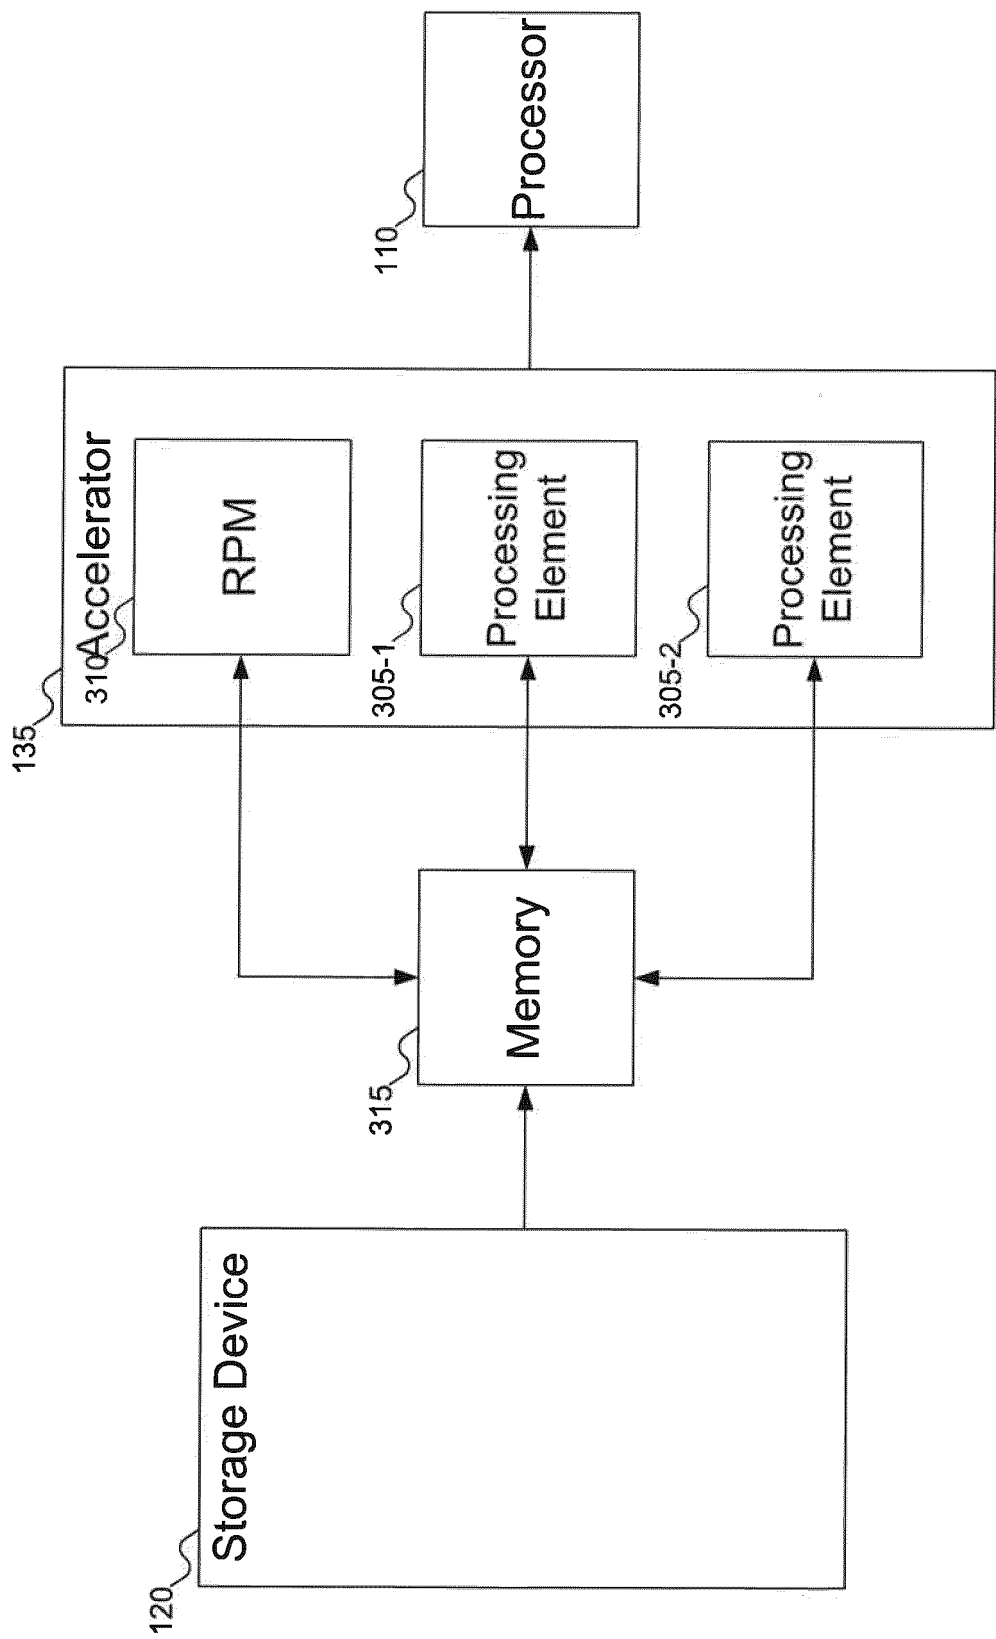 120
Storage Device
315
Memory
135
Accelerator
310
RPM
305-1
Processing
Element
305-2
Processing
Element
110
Processor